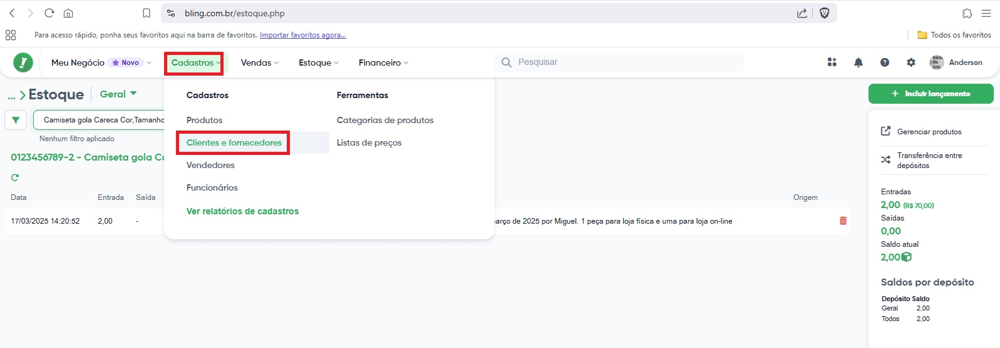 bling.com.br/estoque.php
Para acesso rápido, ponha seus favoritos aqui na barra de favoritos. Importar favoritos agora...
Todos os favoritos
Meu Negócio Novo Cadastros Vendas Estoque Financeiro Pesquisar Anderson
... Estoque Geral
Incluir lançamento
Cadastros Ferramentas
Produtos Categorias de produtos
Camiseta gola Careca Cor,Tamanho
Nenhum filtro aplicado
Clientes e fornecedores Listas de preços
Gerenciar produtos
0123456789-2 - Camiseta gola
Vendedores
Transferência entre
depósitos
Funcionários
Data Entrada Saída Origem
Ver relatórios de cadastros
17/03/2025 14:20:52 2,00 - de 2025 por Miguel. 1 peça para loja física e uma para loja on-line
Entradas
2,00 (R$ 70,00)
Saídas
0,00
Saldo atual
2,00
Saldos por depósito
Depósito Saldo
Geral 2,00
Todos 2,00